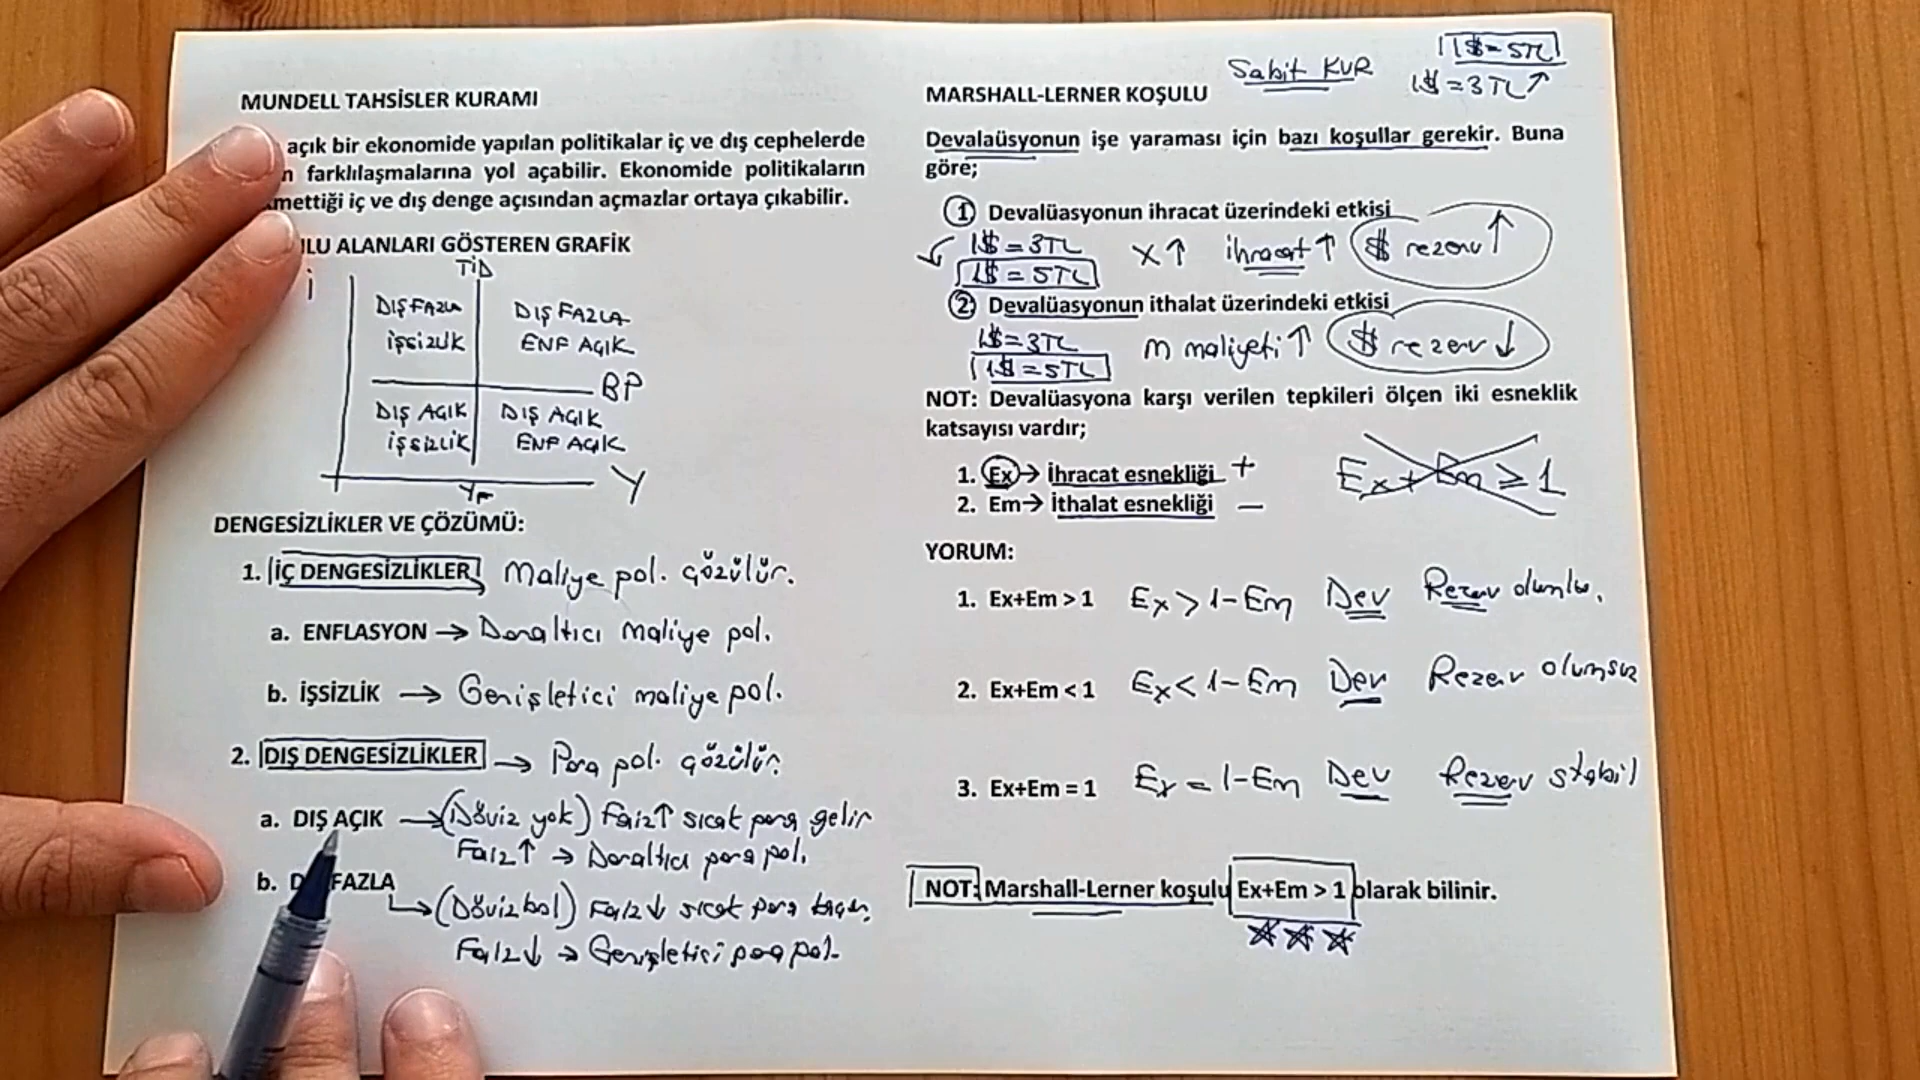 MUNDELL TAHSİSLER KURAMI
açık bir ekonomide yapılan politikalar iç ve dış cephelerde
farklılaşmalarına yol açabilir. Ekonomide politikaların
iç ve dış denge açısından açmazlar ortaya çıkabilir.
ALANLARI GÖSTEREN GRAFİK
i
TİD
DIŞ FAZLA
İŞSİZLİK
DIŞ FAZLA
ENF AÇIK
BP
DIŞ AÇIK
İŞSİZLİK
DIŞ AÇIK
ENF AÇIK
YF
Y
DENGESİZLİKLER VE ÇÖZÜMÜ:
1. İÇ DENGESİZLİKLER Maliye pol. çözülür.
a. ENFLASYON → Daraltıcı maliye pol.
b. İŞSİZLİK → Genişletici maliye pol.
2. DIŞ DENGESİZLİKLER → Para pol. çözülür.
a. DIŞ AÇIK → (Döviz yok) Faiz↑ sıcak para gelir
Faiz↑ → Daraltıcı para pol.
b. FAZLA
→ (Döviz bol) Faiz↓ sıcak para
Faiz↓ → Genişletici para pol.
Sabit KUR
1$=5TL
1$=3TL↑
MARSHALL-LERNER KOŞULU
Devalaüsyonun işe yaraması için bazı koşullar gerekir. Buna
göre;
1 Devalüasyonun ihracat üzerindeki etkisi
1$=3TL
1$=5TL
X↑ ihracat↑ $ rezerv↑
2 Devalüasyonun ithalat üzerindeki etkisi
1$=3TL
1$=5TL
m maliyeti↑ $ rezerv↓
NOT: Devalüasyona karşı verilen tepkileri ölçen iki esneklik
katsayısı vardır;
1. Ex→ İhracat esnekliği +
2. Em→ İthalat esnekliği —
Ex+Em≥1
YORUM:
1. Ex+Em > 1 Ex>1-Em Dev Rezerv olumlu.
2. Ex+Em < 1 Ex<1-Em Dev Rezerv olumsuz
3. Ex+Em = 1 Ex=1-Em Dev Rezerv stabil
NOT: Marshall-Lerner koşulu Ex+Em > 1 olarak bilinir.